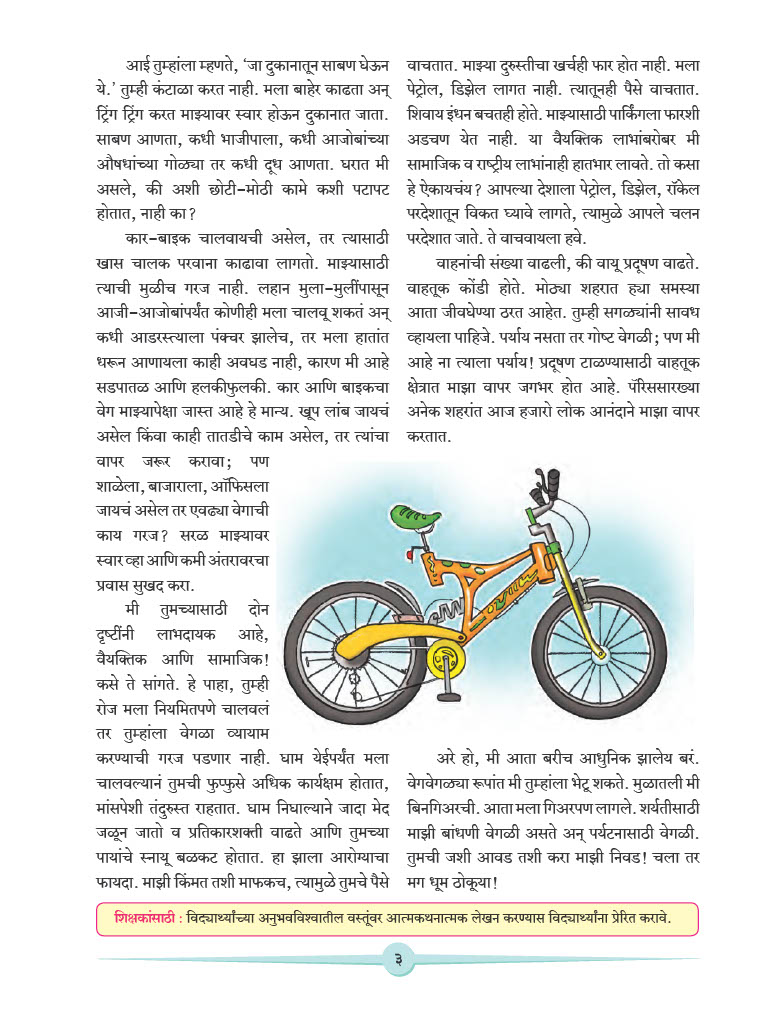 आई तुम्हांला म्हणते, ‘जा दुकानातून साबण घेऊन
ये.’ तुम्ही कंटाळा करत नाही. मला बाहेर काढता अन्
ट्रिंग ट्रिंग करत माझ्यावर स्वार होऊन दुकानात जाता.
साबण आणता, कधी भाजीपाला, कधी आजोबांच्या
औषधांच्या गोळ्या तर कधी दूध आणता. घरात मी
असले, की अशी छोटी-मोठी कामे कशी पटापट
होतात, नाही का?
कार-बाइक चालवायची असेल, तर त्यासाठी
खास चालक परवाना काढावा लागतो. माझ्यासाठी
त्याची मुळीच गरज नाही. लहान मुला-मुलींपासून
आजी-आजोबांपर्यंत कोणीही मला चालवू शकतं अन्
कधी आडरस्त्याला पंक्चर झालेच, तर मला हातांत
धरून आणायला काही अवघड नाही, कारण मी आहे
सडपातळ आणि हलकीफुलकी. कार आणि बाइकचा
वेग माझ्यापेक्षा जास्त आहे हे मान्य. खूप लांब जायचं
असेल किंवा काही तातडीचे काम असेल, तर त्यांचा
वापर जरूर करावा; पण
शाळेला, बाजाराला, ऑफिसला
जायचं असेल तर एवढ्या वेगाची
काय गरज? सरळ माझ्यावर
स्वार व्हा आणि कमी अंतरावरचा
प्रवास सुखद करा.
मी तुमच्यासाठी दोन
दृष्टींनी लाभदायक आहे,
वैयक्तिक आणि सामाजिक!
कसे ते सांगते. हे पाहा, तुम्ही
रोज मला नियमितपणे चालवलं
तर तुम्हांला वेगळा व्यायाम
करण्याची गरज पडणार नाही. घाम येईपर्यंत मला
चालवल्यानं तुमची फुप्फुसे अधिक कार्यक्षम होतात,
मांसपेशी तंदुरुस्त राहतात. घाम निघाल्याने जादा मेद
जळून जातो व प्रतिकारशक्ती वाढते आणि तुमच्या
पायांचे स्नायू बळकट होतात. हा झाला आरोग्याचा
फायदा. माझी किंमत तशी माफकच, त्यामुळे तुमचे पैसे
वाचतात. माझ्या दुरुस्तीचा खर्चही फार होत नाही. मला
पेट्रोल, डिझेल लागत नाही. त्यातूनही पैसे वाचतात.
शिवाय इंधन बचतही होते. माझ्यासाठी पार्किंगला फारशी
अडचण येत नाही. या वैयक्तिक लाभांबरोबर मी
सामाजिक व राष्ट्रीय लाभांनाही हातभार लावते. तो कसा
हे ऐकायचंय? आपल्या देशाला पेट्रोल, डिझेल, रॉकेल
परदेशातून विकत घ्यावे लागते, त्यामुळे आपले चलन
परदेशात जाते. ते वाचवायला हवे.
वाहनांची संख्या वाढली, की वायू प्रदूषण वाढते.
वाहतूक कोंडी होते. मोठ्या शहरात ह्या समस्या
आता जीवघेण्या ठरत आहेत. तुम्ही सगळ्यांनी सावध
व्हायला पाहिजे. पर्याय नसता तर गोष्ट वेगळी; पण मी
आहे ना त्याला पर्याय! प्रदूषण टाळण्यासाठी वाहतूक
क्षेत्रात माझा वापर जगभर होत आहे. पॅरिससारख्या
अनेक शहरांत आज हजारो लोक आनंदाने माझा वापर
करतात.
अरे हो, मी आता बरीच आधुनिक झालेय बरं.
वेगवेगळ्या रूपांत मी तुम्हांला भेटू शकते. मुळातली मी
बिनगिअरची. आता मला गिअरपण लागले. शर्यतीसाठी
माझी बांधणी वेगळी असते अन् पर्यटनासाठी वेगळी.
तुमची जशी आवड तशी करा माझी निवड! चला तर
मग धूम ठोकूया!
शिक्षकांसाठी : विद्यार्थ्यांच्या अनुभवविश्वातील वस्तूंवर आत्मकथनात्मक लेखन करण्यास विद्यार्थ्यांना प्रेरित करावे.
३